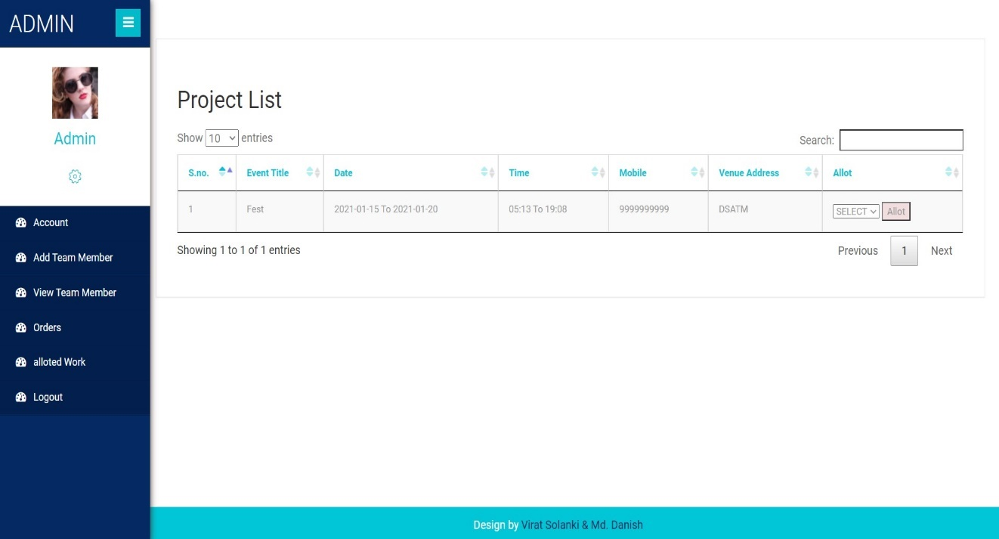 ADMIN
Admin
Account
Add Team Member
View Team Member
Orders
alloted Work
Logout
Project List
Show 10 entries
Search:
S.no. Event Title Date Time Mobile Venue Address Allot
1 Fest 2021-01-15 To 2021-01-20 05:13 To 19:08 9999999999 DSATM SELECT Allot
Showing 1 to 1 of 1 entries
Previous 1 Next
Design by Virat Solanki & Md. Danish